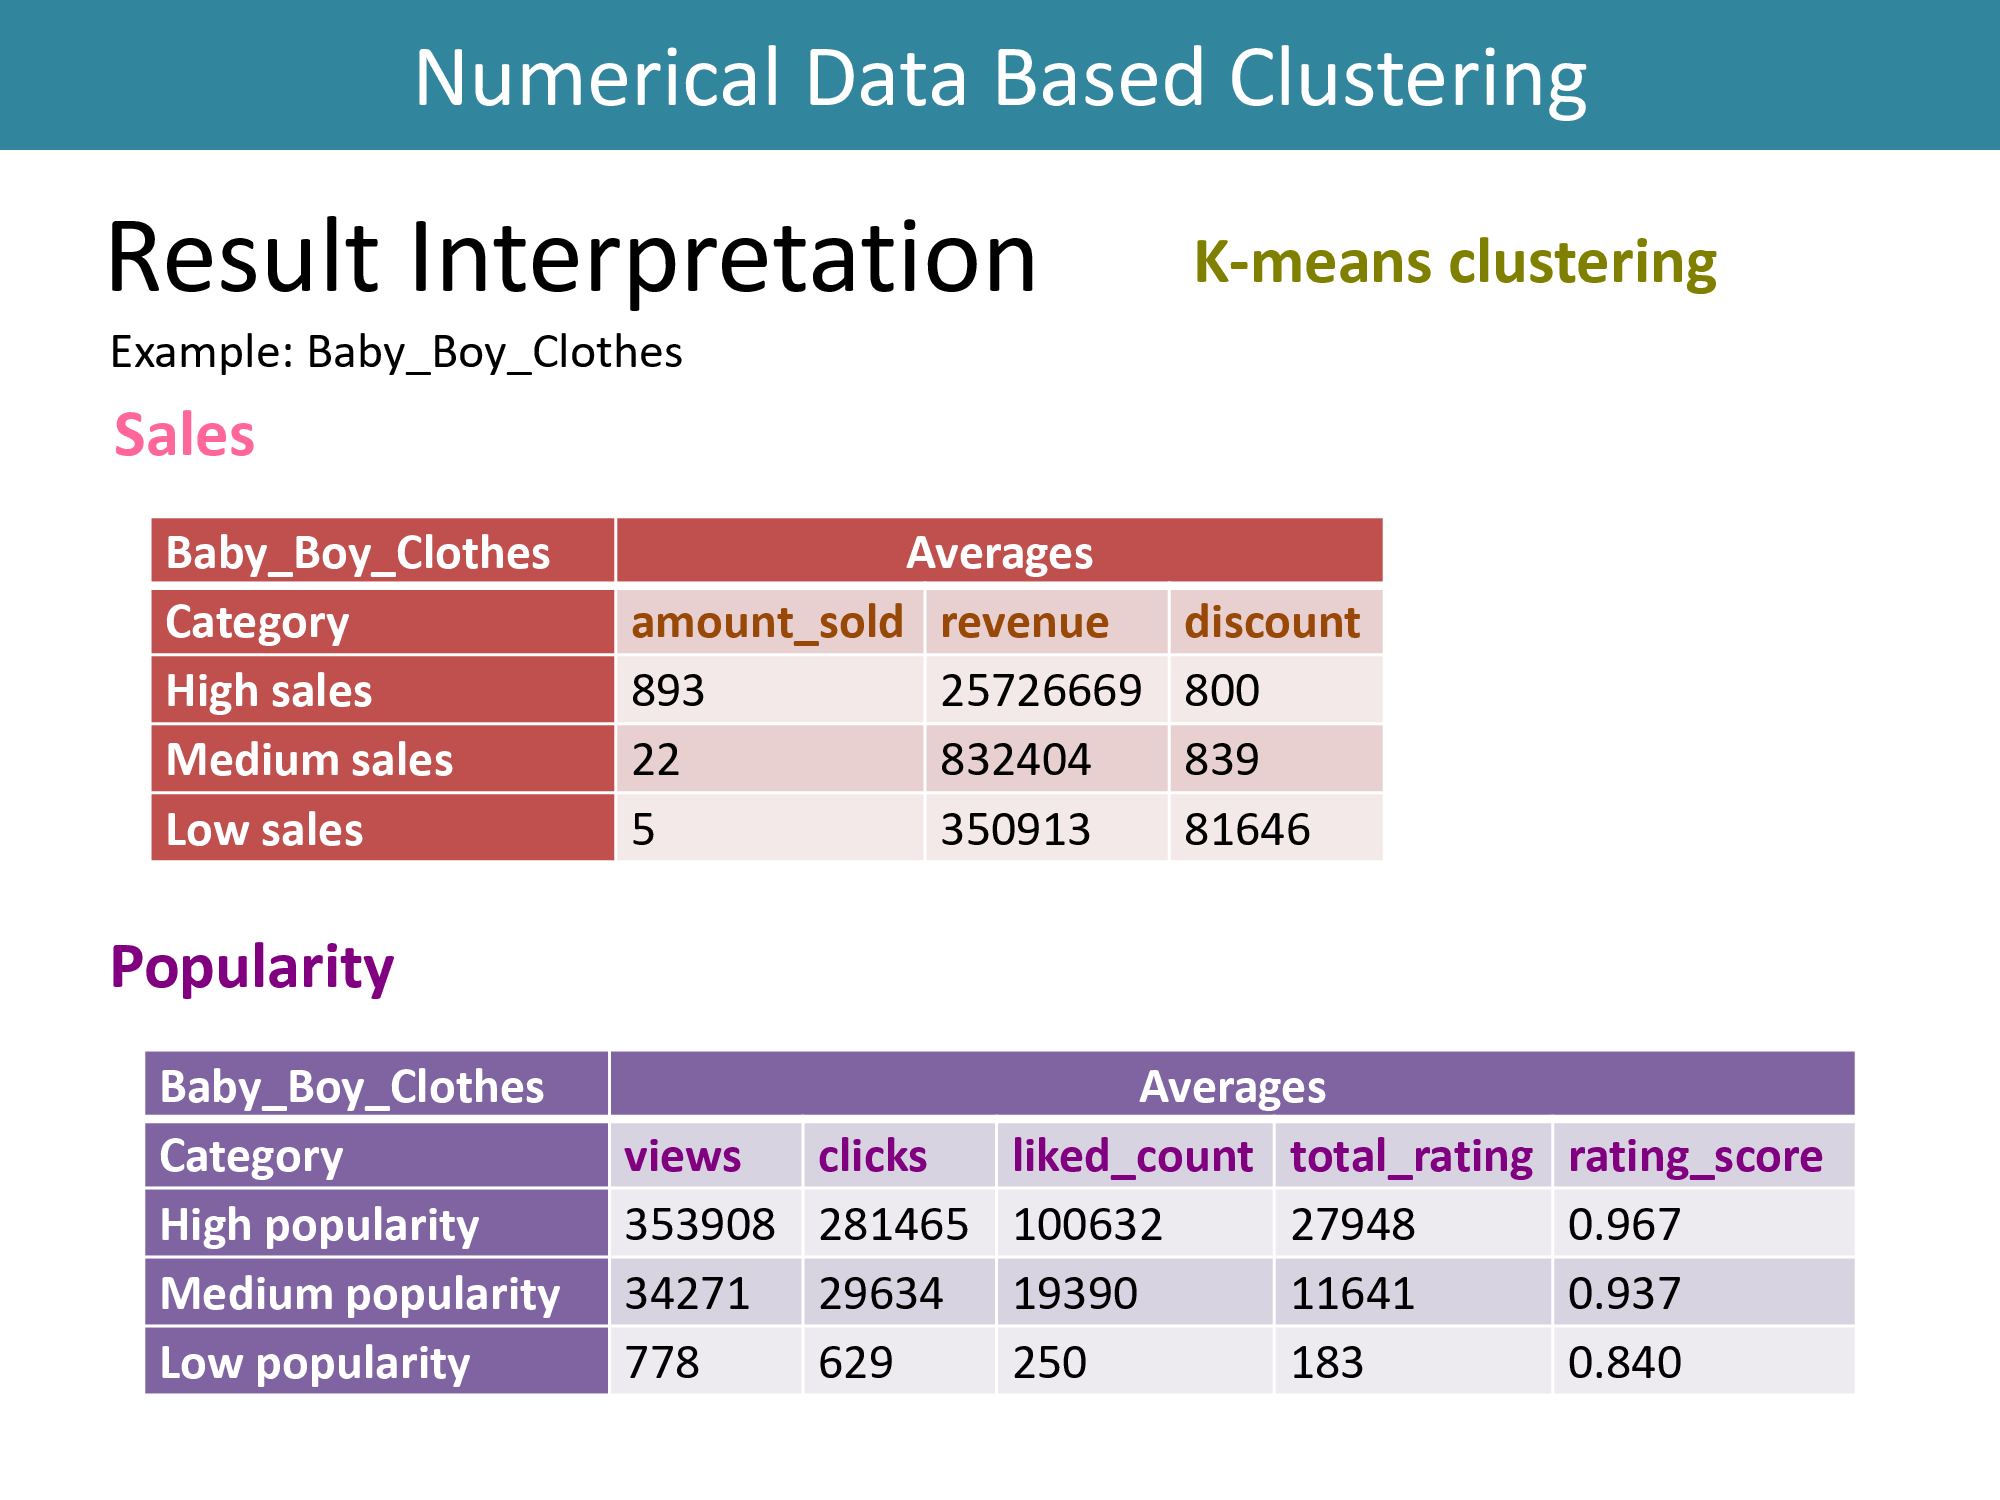 Numerical Data Based Clustering
Result Interpretation
K-means clustering
Example: Baby_Boy_Clothes
Sales
Baby_Boy_Clothes Averages
Category amount_sold revenue discount
High sales 893 25726669 800
Medium sales 22 832404 839
Low sales 5 350913 81646
Popularity
Baby_Boy_Clothes Averages
Category views clicks liked_count total_rating rating_score
High popularity 353908 281465 100632 27948 0.967
Medium popularity 34271 29634 19390 11641 0.937
Low popularity 778 629 250 183 0.840